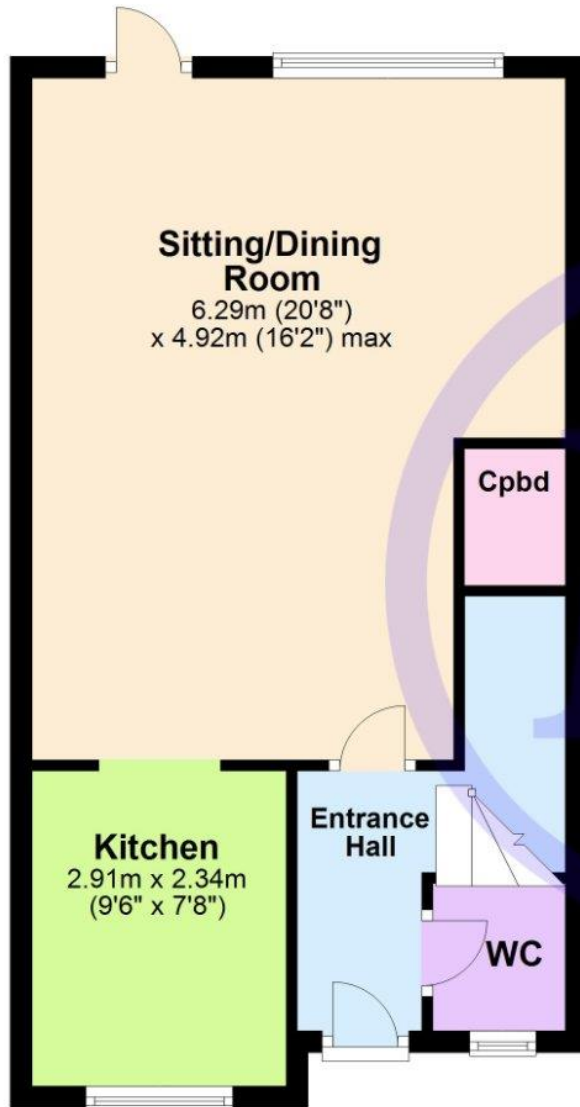 Sitting/Dining
Room
6.29m (20'8")
x 4.92m (16'2") max
Cpbd
Entrance
Hall
Kitchen
2.91m x 2.34m
(9'6" x 7'8")
WC